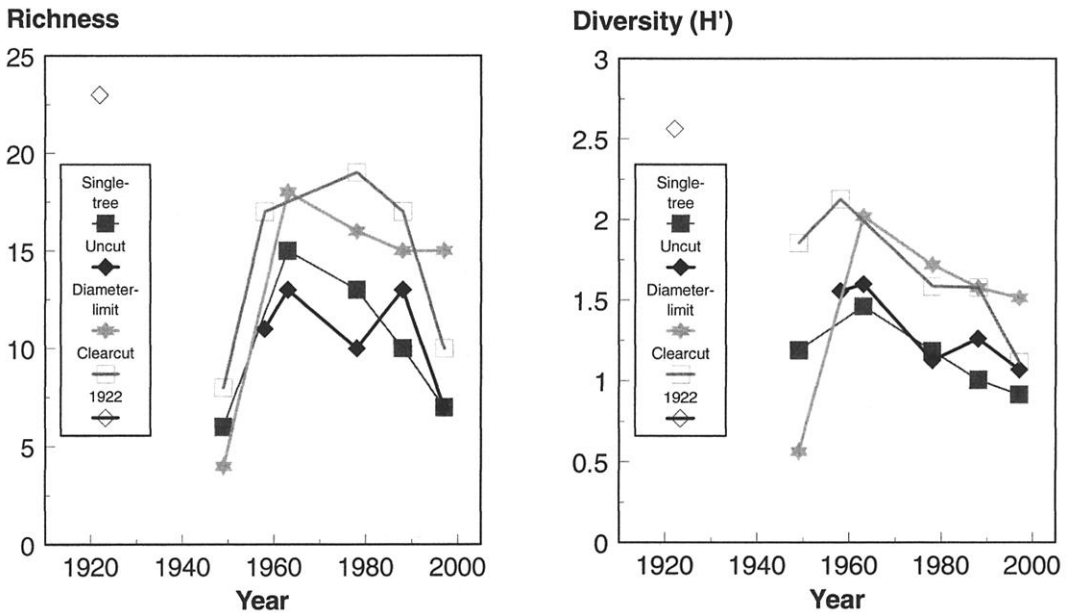 Richness
25
20
15
10
5
0
Single-
tree
Uncut
Diameter-
limit
Clearcut
1922
1920
1940
1960
1980
2000
Year
Diversity (H')
3
2.5
2
1.5
1
0.5
0
Single-
tree
Uncut
Diameter-
limit
Clearcut
1922
1920
1940
1960
1980
2000
Year